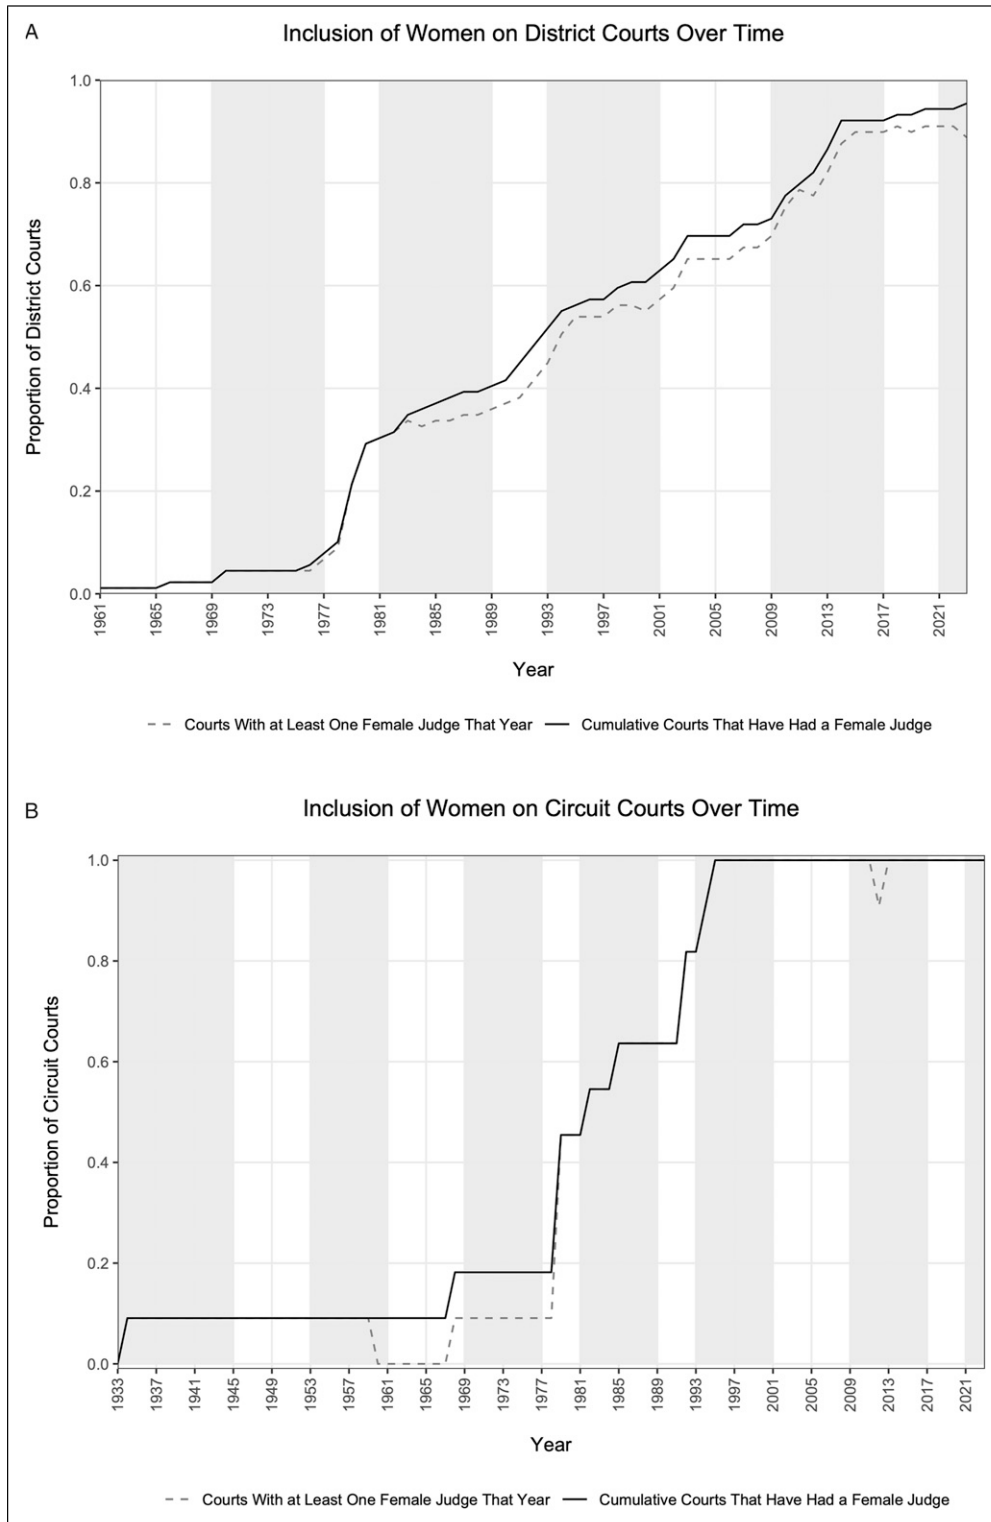 A
Inclusion of Women on District Courts Over Time
Proportion of District Courts
1.0
0.8
0.6
0.4
0.2
0.0
1961 1965 1969 1973 1977 1981 1985 1989 1993 1997 2001 2005 2009 2013 2017 2021
Year
Courts With at Least One Female Judge That Year Cumulative Courts That Have Had a Female Judge
B
Inclusion of Women on Circuit Courts Over Time
Proportion of Circuit Courts
1.0
0.8
0.6
0.4
0.2
0.0
1933 1937 1941 1945 1949 1953 1957 1961 1965 1969 1973 1977 1981 1985 1989 1993 1997 2001 2005 2009 2013 2017 2021
Year
Courts With at Least One Female Judge That Year Cumulative Courts That Have Had a Female Judge